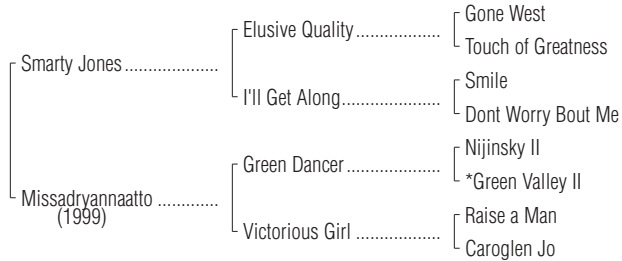 Gone West
Elusive Quality..................
Touch of Greatness
Smarty Jones....................
Smile
I'll Get Along.....................
Dont Worry Bout Me
Nijinsky II
Green Dancer....................
*Green Valley II
Missadryannaatto .............
(1999)
Raise a Man
Victorious Girl ..................
Caroglen Jo